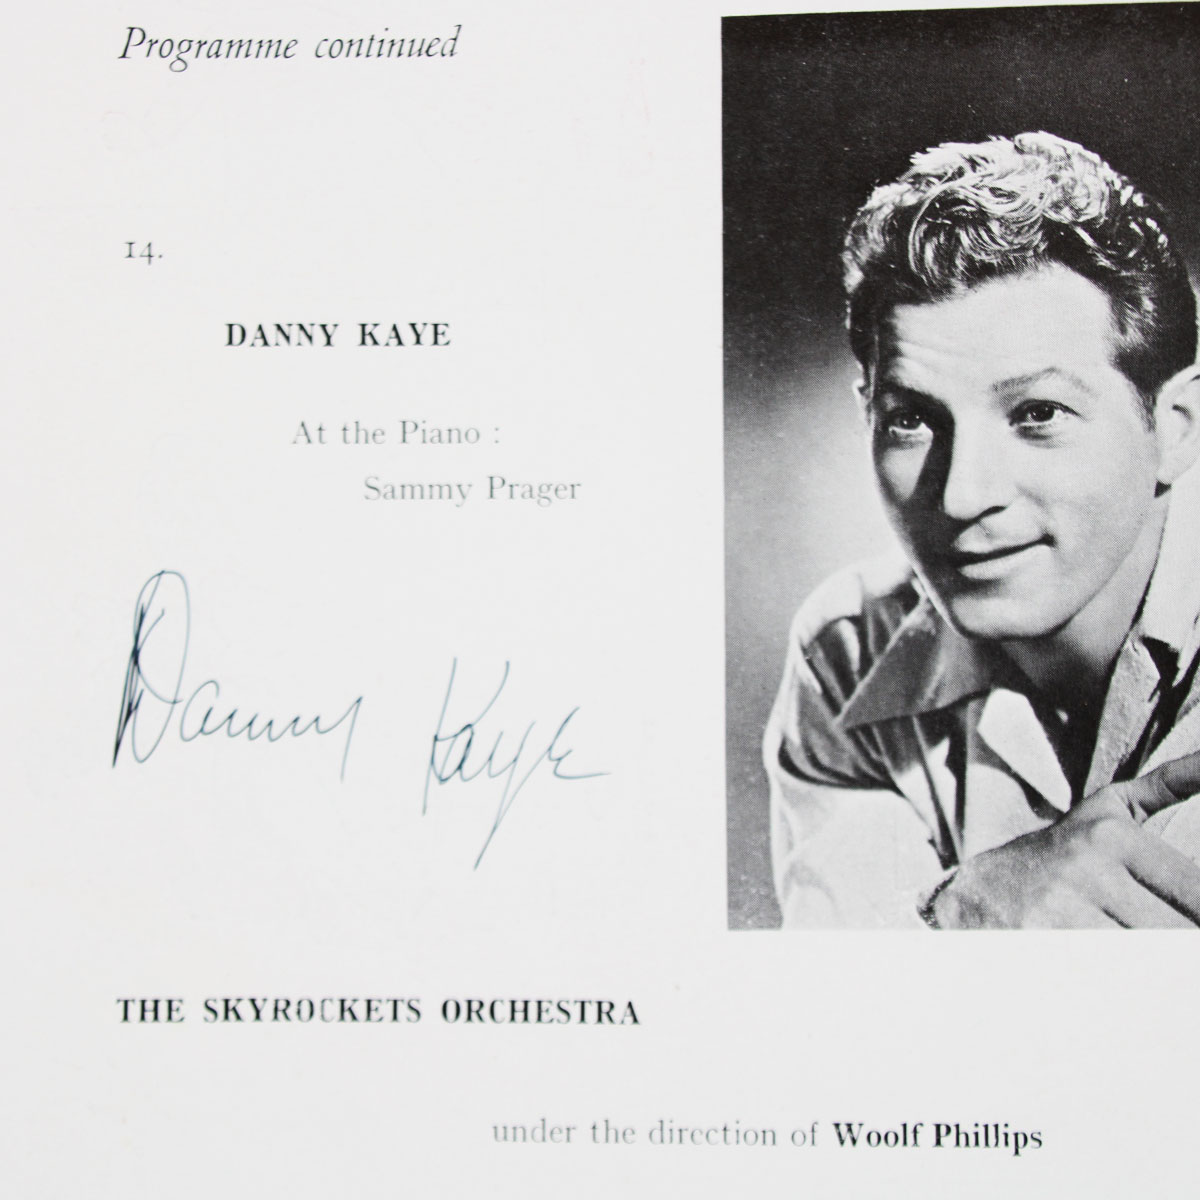 Programme continued
14.
DANNY KAYE
At the Piano :
Sammy Prager
Danny Kaye
THE SKYROCKETS ORCHESTRA
under the direction of Woolf Phillips